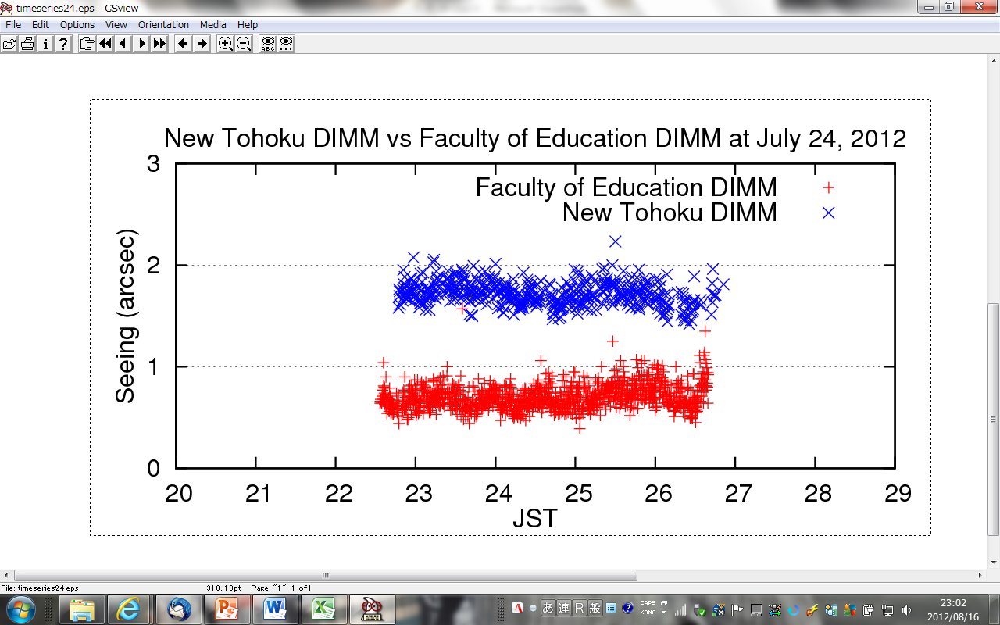 timeseries24.eps - GSview
File Edit Options View Orientation Media Help
New Tohoku DIMM vs Faculty of Education DIMM at July 24, 2012
Faculty of Education DIMM
New Tohoku DIMM
Seeing (arcsec)
3
2
1
0
20 21 22 23 24 25 26 27 28 29
JST
File: timeseries24.eps 318,13pt Page: "1" 1 of 1
A あ 連 R 般 CAPS KANA
23:02
2012/08/16